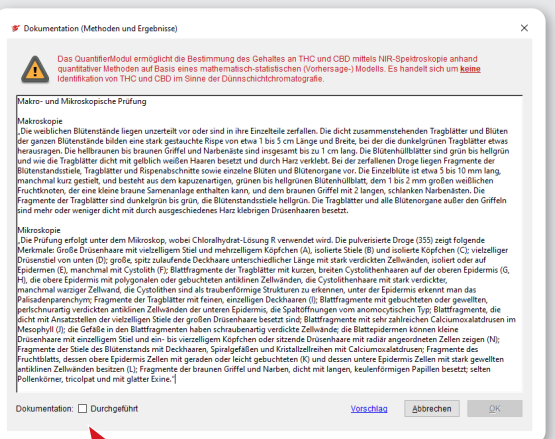 Dokumentation (Methoden und Ergebnisse)
Das QuantifierModul ermöglicht die Bestimmung des Gehaltes an THC und CBD mittels NIR-Spektroskopie anhand
quantitativer Methoden auf Basis eines mathematisch-statistischen (Vorhersage-) Modells. Es handelt sich um keine
Identifikation von THC und CBD im Sinne der Dünnschichtchromatografie.
Makro- und Mikroskopische Prüfung
Makroskopie
„Die weiblichen Blütenstände liegen unzerteilt vor oder sind in ihre Einzelteile zerfallen. Die dicht zusammenstehenden Tragblätter und Blüten
der ganzen Blütenstände bilden eine stark gestauchte Rispe von etwa 1 bis 5 cm Länge und Breite, bei der die dunkelgrünen Tragblätter etwas
herausragen. Die hellbraunen bis braunen Griffel und Narbenäste sind insgesamt bis zu 1 cm lang. Die Blütenhüllblätter sind grün bis hellgrün
und wie die Tragblätter dicht mit gelblich weißen Haaren besetzt und durch Harz verklebt. Bei der zerfallenen Droge liegen Fragmente der
Blütenstandsstiele, Tragblätter und Rispenabschnitte sowie einzelne Blüten und Blütenorgane vor. Die Einzelblüte ist etwa 5 bis 10 mm lang,
manchmal kurz gestielt, und besteht aus dem kapuzenartigen, grünen bis hellgrünen Blütenhüllblatt, dem 1 bis 2 mm großen weißlichen
Fruchtknoten, der eine kleine braune Samenanlage enthalten kann, und dem braunen Griffel mit 2 langen, schlanken Narbenästen. Die
Fragmente der Tragblätter sind dunkelgrün bis grün, die Blütenstandsstiele hellgrün. Die Tragblätter und alle Blütenorgane außer den Griffeln
sind mehr oder weniger dicht mit durch ausgeschiedenes Harz klebrigen Drüsenhaaren besetzt.
Mikroskopie
„Die Prüfung erfolgt unter dem Mikroskop, wobei Chloralhydrat-Lösung R verwendet wird. Die pulverisierte Droge (355) zeigt folgende
Merkmale: Große Drüsenhaare mit vielzelligem Stiel und mehrzelligem Köpfchen (A), isolierte Stiele (B) und isolierte Köpfchen (C); vielzelliger
Drüsenstiel von unten (D); große, spitz zulaufende Deckhaare unterschiedlicher Länge mit stark verdickten Zellwänden, isoliert oder auf
Epidermen (E), manchmal mit Cystolith (F); Blattfragmente der Tragblätter mit kurzen, breiten Cystolithenhaaren auf der oberen Epidermis (G,
H), die obere Epidermis mit polygonalen oder gebuchteten antiklinen Zellwänden, die Cystolithenhaare mit stark verdickter,
manchmal warziger Zellwand, die Cystolithen sind als traubenförmige Strukturen zu erkennen, unter der Epidermis erkennt man das
Palisadenparenchym; Fragmente der Tragblätter mit feinen, einzelligen Deckhaaren (I); Blattfragmente mit gebuchteten oder gewellten,
perlschnurartig verdickten antiklinen Zellwänden der unteren Epidermis, die Spaltöffnungen vom anomocytischen Typ; Blattfragmente, die
dicht mit Ansatzstellen der vielzelligen Stiele der großen Drüsenhaare besetzt sind; Blattfragmente mit sehr zahlreichen Calciumoxalatdrusen im
Mesophyll (J); die Gefäße in den Blattfragmenten haben schraubenartig verdickte Zellwände; die Blattepidermen können kleine
Drüsenhaare mit einzelligem Stiel und ein- bis vierzelligem Köpfchen oder sitzende Drüsenhaare mit radiär angeordneten Zellen zeigen (N);
Fragmente der Stiele des Blütenstands mit Deckhaaren, Spiralgefäßen und Kristallzellreihen mit Calciumoxalatdrusen; Fragmente des
Fruchtblatts, dessen obere Epidermis Zellen mit geraden oder leicht gebuchteten (K) und dessen untere Epidermis Zellen mit stark gewellten
antiklinen Zellwänden besitzen (L); Fragmente der braunen Griffel und Narben, dicht mit langen, keulenförmigen Papillen besetzt; selten
Pollenkörner, tricolpat und mit glatter Exine."
Dokumentation: Durchgeführt Vorschlag Abbrechen OK